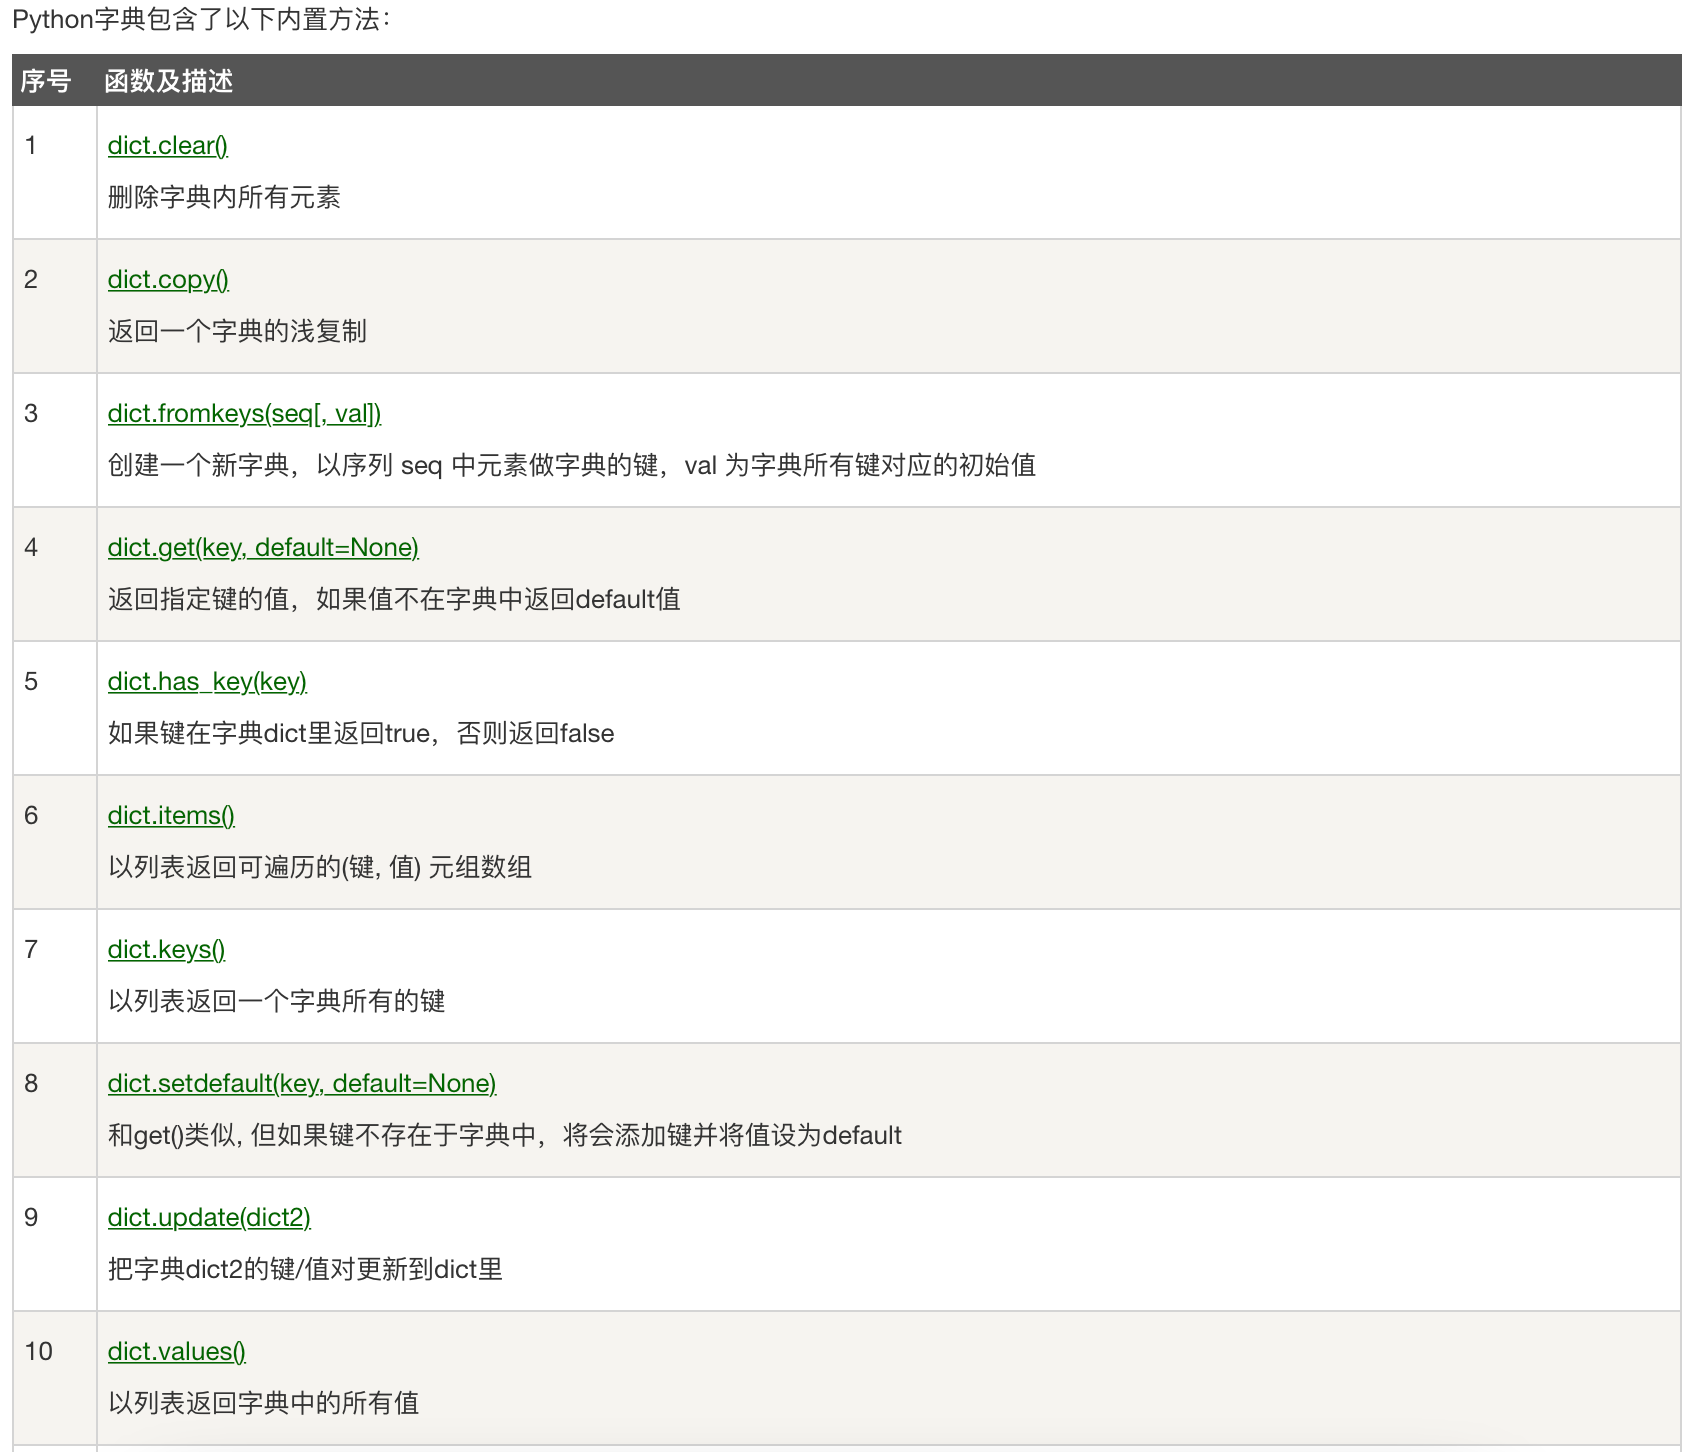 Python字典包含了以下内置方法：
序号 函数及描述
1 dict.clear()
删除字典内所有元素
2 dict.copy()
返回一个字典的浅复制
3 dict.fromkeys(seq[, val])
创建一个新字典，以序列 seq 中元素做字典的键，val 为字典所有键对应的初始值
4 dict.get(key, default=None)
返回指定键的值，如果值不在字典中返回default值
5 dict.has_key(key)
如果键在字典dict里返回true，否则返回false
6 dict.items()
以列表返回可遍历的(键, 值) 元组数组
7 dict.keys()
以列表返回一个字典所有的键
8 dict.setdefault(key, default=None)
和get()类似, 但如果键不存在于字典中，将会添加键并将值设为default
9 dict.update(dict2)
把字典dict2的键/值对更新到dict里
10 dict.values()
以列表返回字典中的所有值